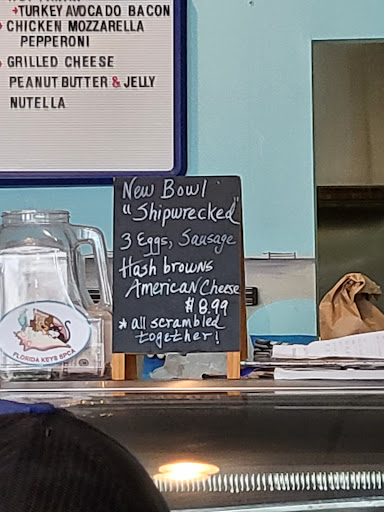 +TURKEY AVOCADO BACON
CHICKEN MOZZARELLA
PEPPERONI
GRILLED CHEESE
PEANUT BUTTER & JELLY
NUTELLA
New Bowl
"Shipwrecked"
3 Eggs, Sausage
Hash browns
American Cheese
$8.99
* all scrambled
together!
FLORIDA KEYS SPCA